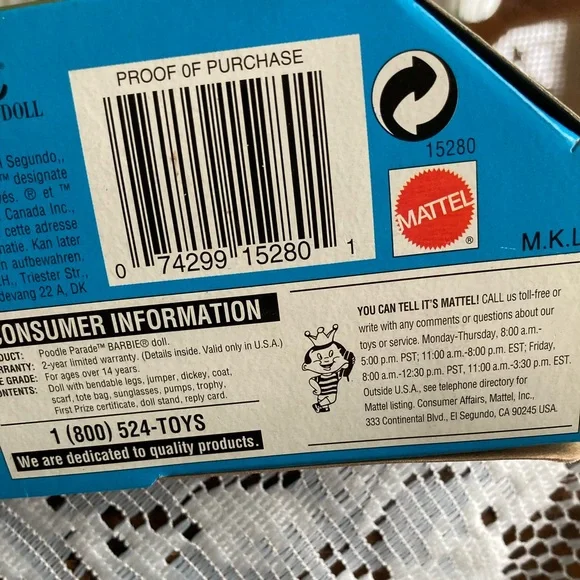 DOLL
Segundo,,
™ designate
vés. ® et ™
Canada Inc.,
cette adresse
Kan later
aufbewahren.
Triester Str.,
22 A, DK
PROOF OF PURCHASE
0 74299 15280 1
15280
MATTEL
®
M.K.
CONSUMER INFORMATION
Poodle Parade™ BARBIE® doll.
2-year limited warranty. (Details inside. Valid only in U.S.A.)
GRADE: For ages over 14 years.
Doll with bendable legs, jumper, dickey, coat,
scarf, tote bag, sunglasses, pumps, trophy,
First Prize certificate, doll stand, reply card.
1 (800) 524-TOYS
We are dedicated to quality products.
YOU CAN TELL IT'S MATTEL! CALL us toll-free or
write with any comments or questions about our
toys or service. Monday-Thursday, 8:00 a.m.-
5:00 p.m. PST; 11:00 a.m.-8:00 p.m. EST; Friday,
8:00 a.m.-12:30 p.m. PST, 11:00 a.m.-3:30 p.m. EST.
Outside U.S.A., see telephone directory for
Mattel listing. Consumer Affairs, Mattel, Inc.,
333 Continental Blvd., El Segundo, CA 90245 USA.